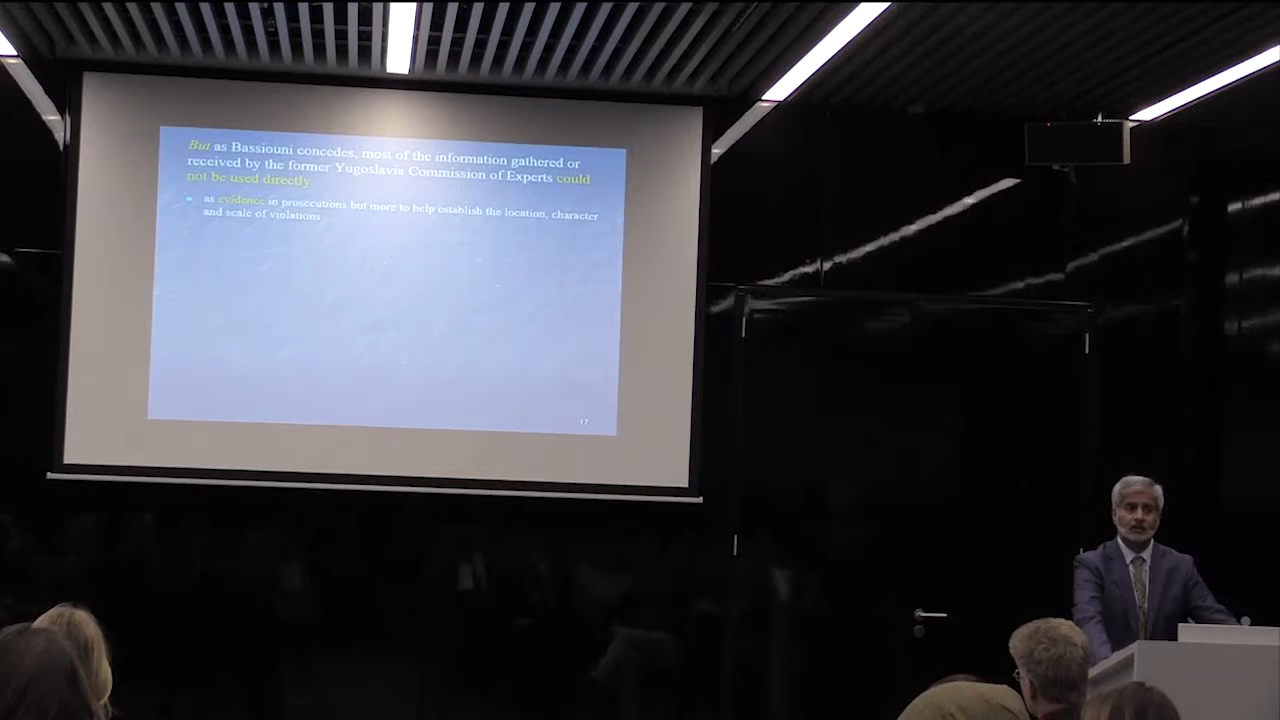 But as Bassiouni concedes, most of the information gathered or
received by the former Yugoslavia Commission of Experts could
not be used directly
as evidence in prosecutions but more to help establish the location, character
and scale of violations
17